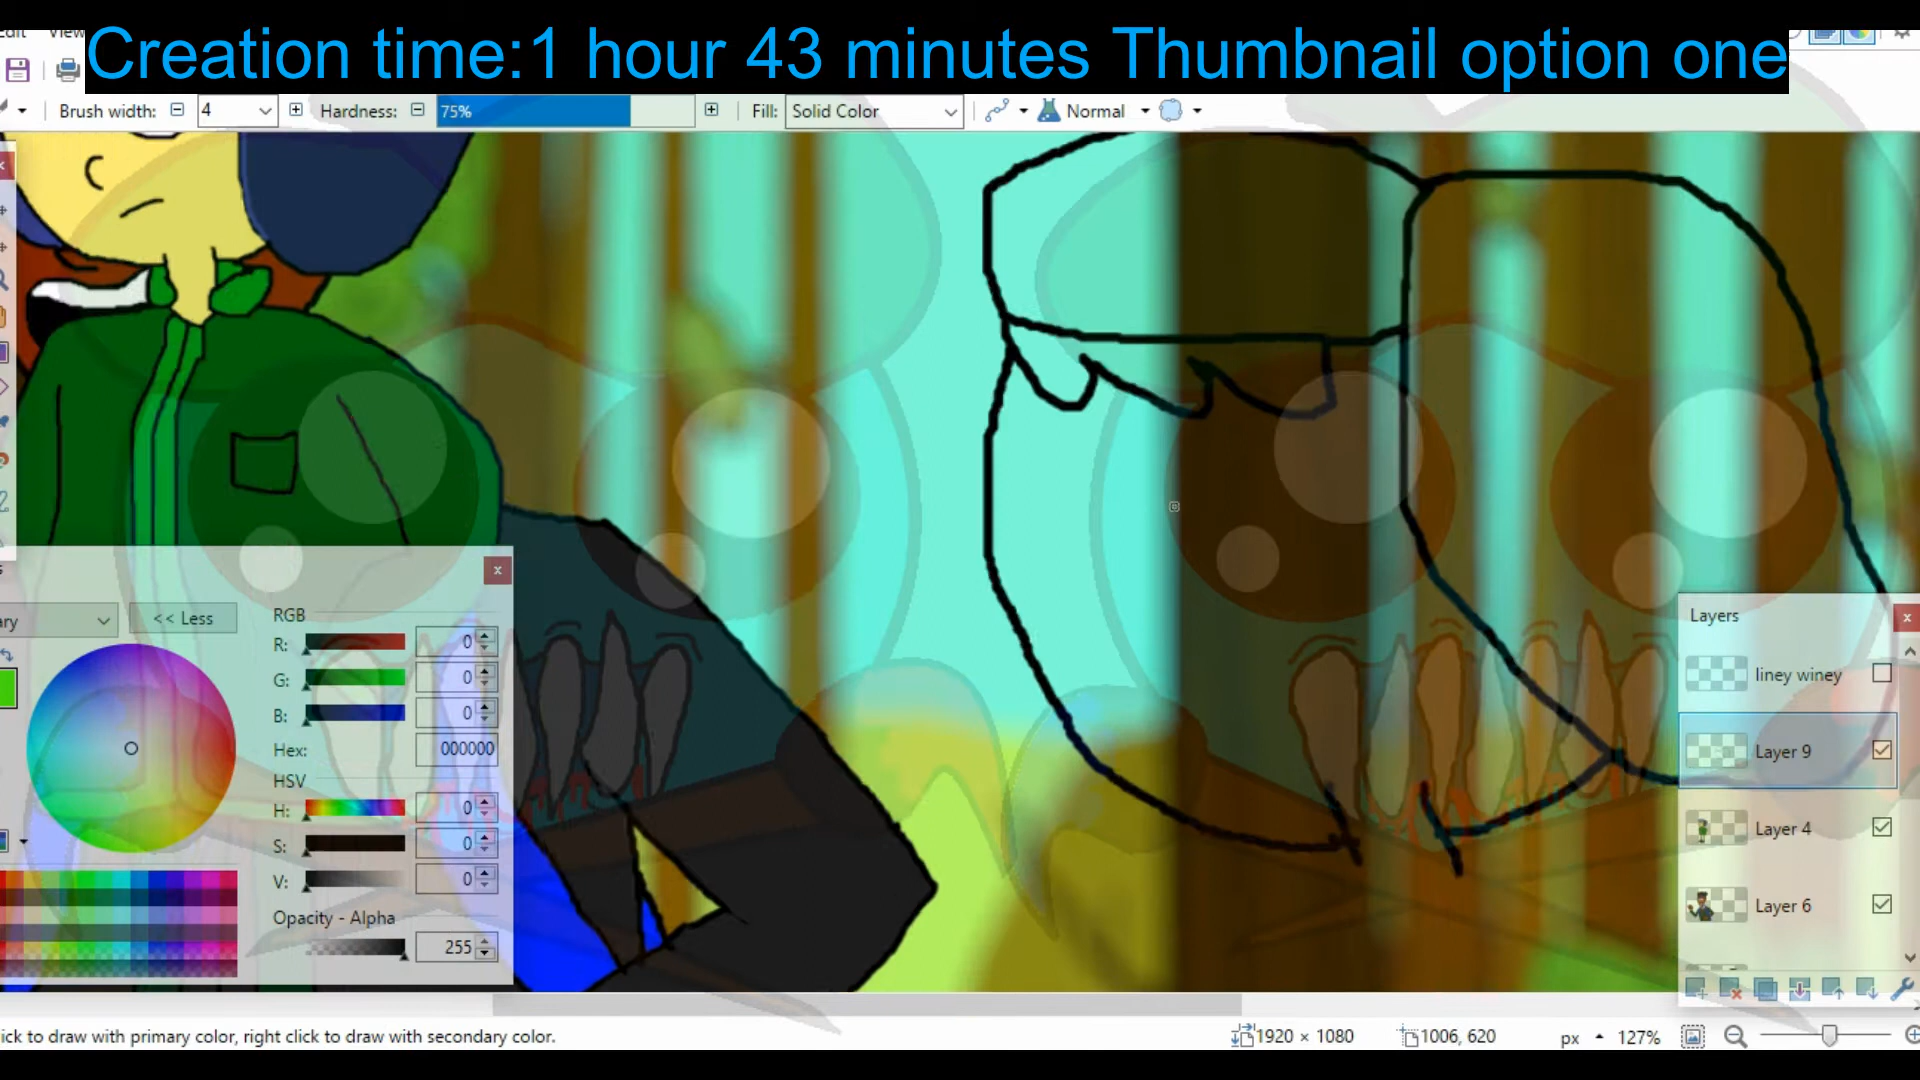 Edit View
Creation time:1 hour 43 minutes Thumbnail option one
Brush width: 4 Hardness: 75% Fill: Solid Color Normal
<< Less
RGB
R: 0
G: 0
B: 0
Hex: 000000
HSV
H: 0
S: 0
V: 0
Opacity - Alpha
255
Layers
liney winey
Layer 9
Layer 4
Layer 6
ick to draw with primary color, right click to draw with secondary color.
1920 × 1080 1006, 620 px 127%